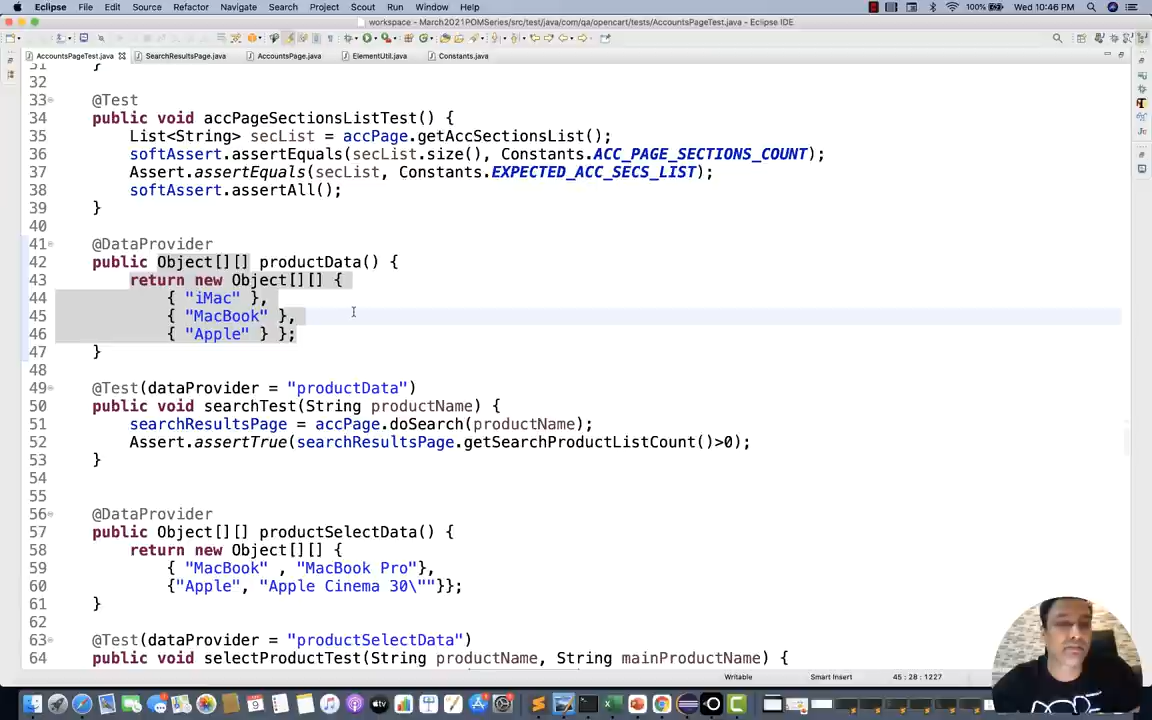 Eclipse File Edit Source Refactor Navigate Search Project Scout Run Window Help 100% Wed 10:46 PM
workspace - March2021POMSeries/src/test/java/com/qa/opencart/tests/AccountsPageTest.java - Eclipse IDE
AccountsPageTest.java SearchResultsPage.java AccountsPage.java ElementUtil.java Constants.java
31 }
32
33 @Test
34 public void accPageSectionsListTest() {
35 List<String> secList = accPage.getAccSectionsList();
36 softAssert.assertEquals(secList.size(), Constants.ACC_PAGE_SECTIONS_COUNT);
37 Assert.assertEquals(secList, Constants.EXPECTED_ACC_SECS_LIST);
38 softAssert.assertAll();
39 }
40
41 @DataProvider
42 public Object[][] productData() {
43 return new Object[][] {
44 { "iMac" },
45 { "MacBook" },
46 { "Apple" } };
47 }
48
49 @Test(dataProvider = "productData")
50 public void searchTest(String productName) {
51 searchResultsPage = accPage.doSearch(productName);
52 Assert.assertTrue(searchResultsPage.getSearchProductListCount()>0);
53 }
54
55
56 @DataProvider
57 public Object[][] productSelectData() {
58 return new Object[][] {
59 { "MacBook" , "MacBook Pro"},
60 {"Apple", "Apple Cinema 30\""}};
61 }
62
63 @Test(dataProvider = "productSelectData")
64 public void selectProductTest(String productName, String mainProductName) {
Writable Smart Insert 45 : 28 : 1227